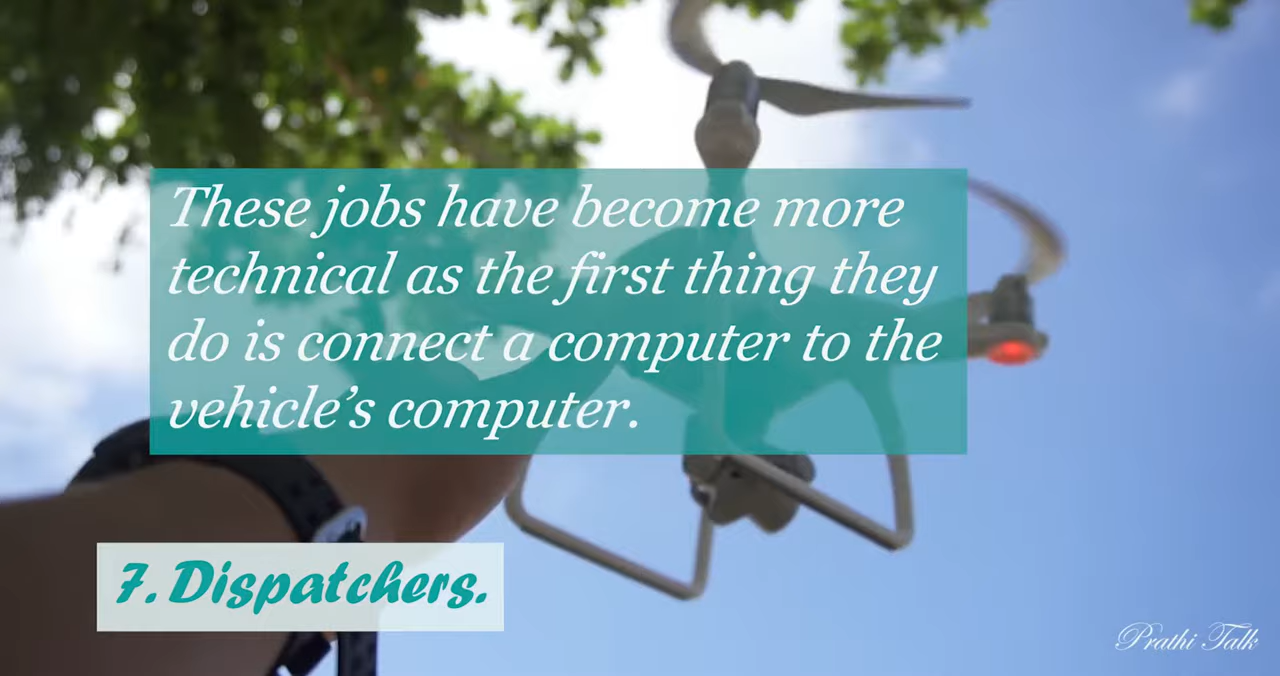 These jobs have become more
technical as the first thing they
do is connect a computer to the
vehicle’s computer.
7. Dispatchers.
Prathi Talk